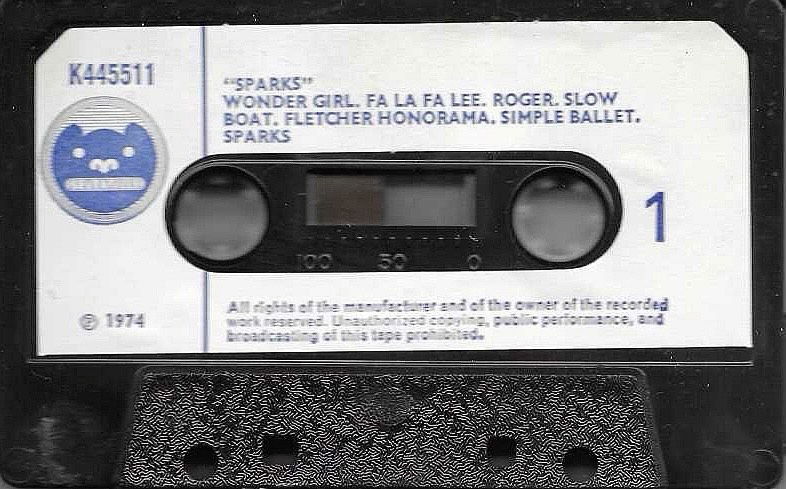 K445511
"SPARKS"
WONDER GIRL. FA LA FA LEE. ROGER. SLOW
BOAT. FLETCHER HONORAMA. SIMPLE BALLET.
SPARKS
1
100 50 0
℗ 1974
All rights of the manufacturer and of the owner of the recorded
work reserved. Unauthorized copying, public performance, and
broadcasting of this tape prohibited.